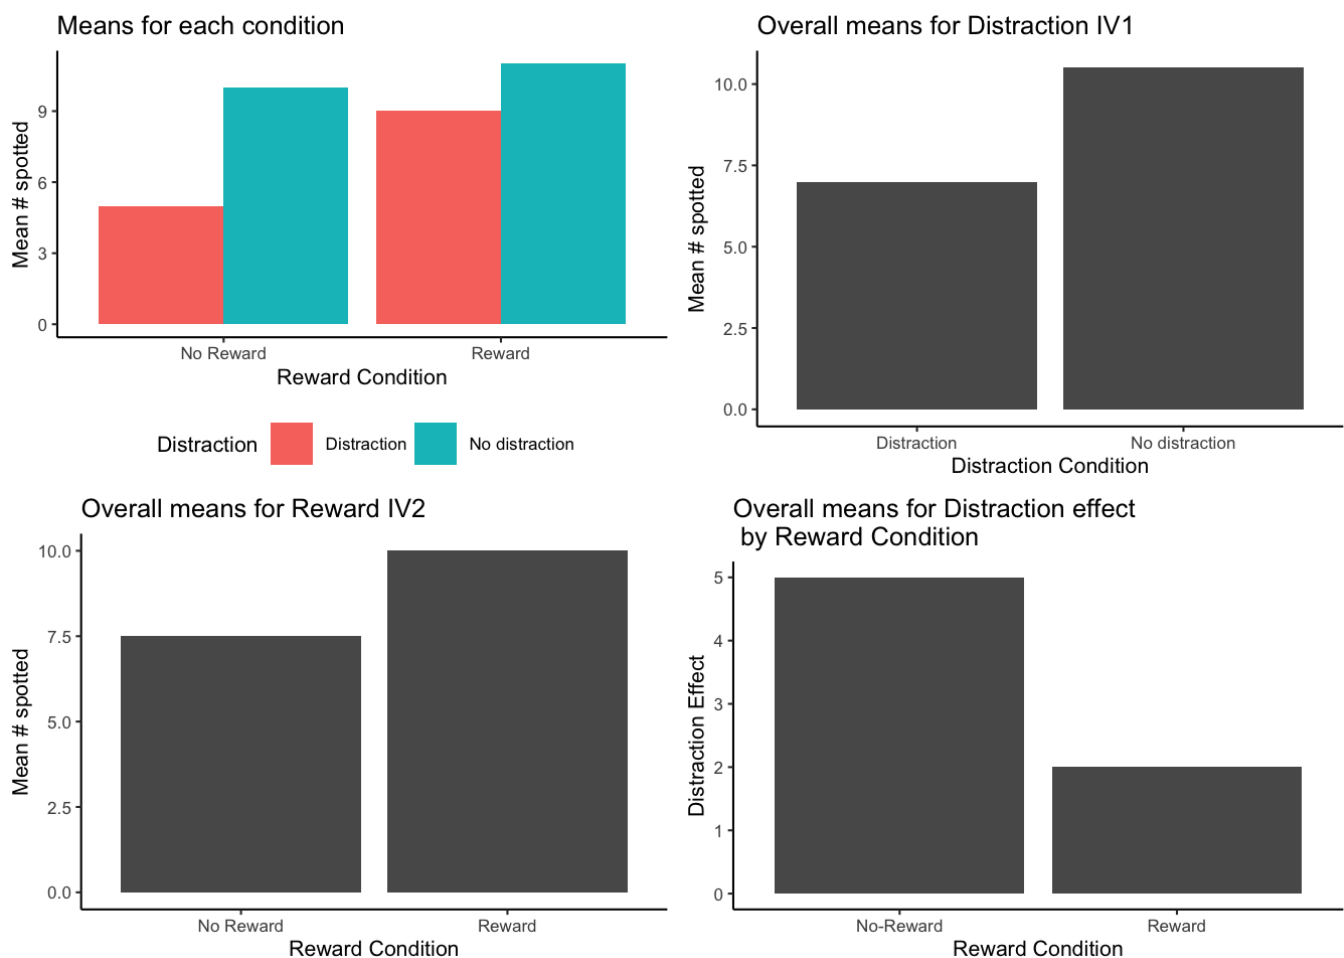 Means for each condition
Mean # spotted
9
6
3
0
No Reward
Reward
Reward Condition
Distraction
Distraction
No distraction
Overall means for Distraction IV1
Mean # spotted
10.0
7.5
5.0
2.5
0.0
Distraction
No distraction
Distraction Condition
Overall means for Reward IV2
Mean # spotted
10.0
7.5
5.0
2.5
0.0
No Reward
Reward
Reward Condition
Overall means for Distraction effect
by Reward Condition
Distraction Effect
5
4
3
2
1
0
No-Reward
Reward
Reward Condition